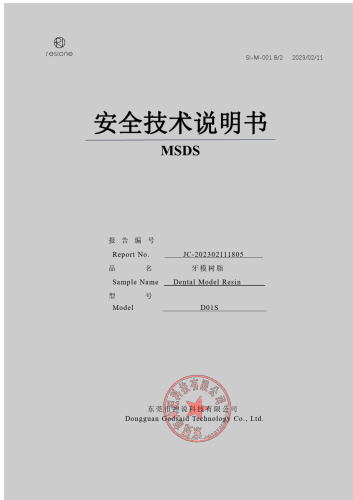 resione
SI-M-001 B/2 2023/02/11
安全技术说明书
MSDS
报 告 编 号
Report No. JC-202302111805
品 名 牙模树脂
Sample Name Dental Model Resin
型 号
Model D01S
东莞市 科技有限公司
Dongguan Godsaid Technology Co., Ltd.